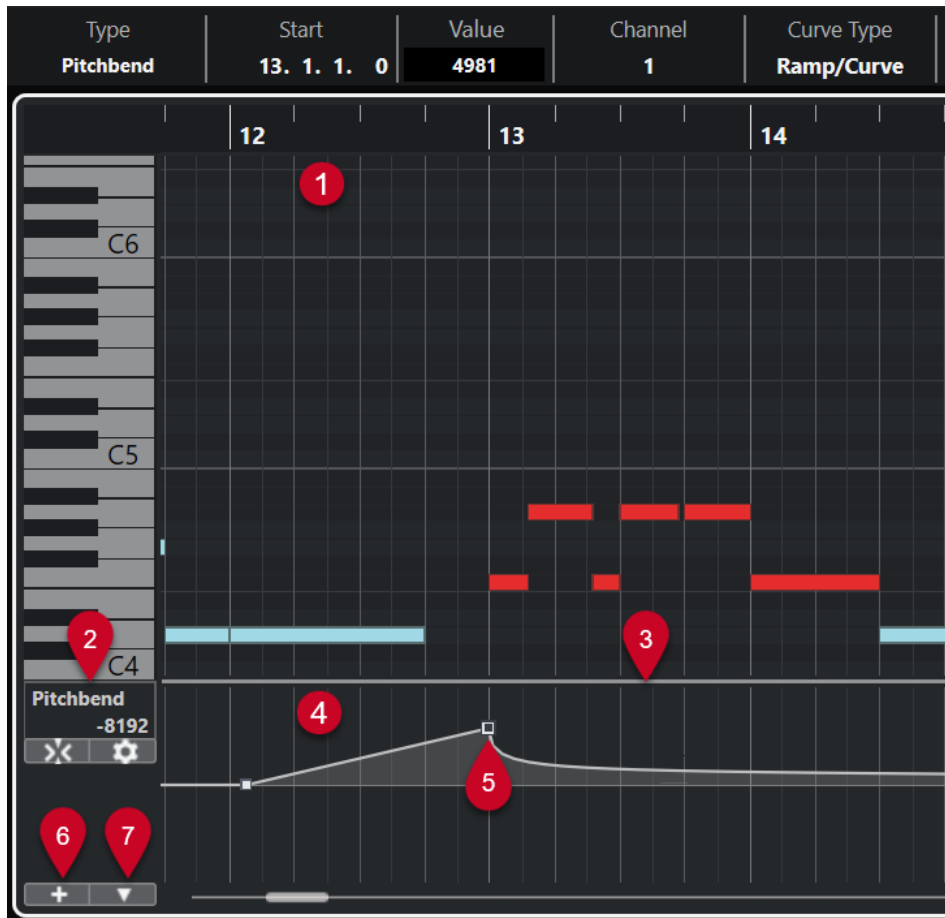 Type Start Value Channel Curve Type
Pitchbend 13. 1. 1. 0 4981 1 Ramp/Curve
12 13 14
1
C6
C5
2 3
C4
Pitchbend
-8192
4
5
6 7